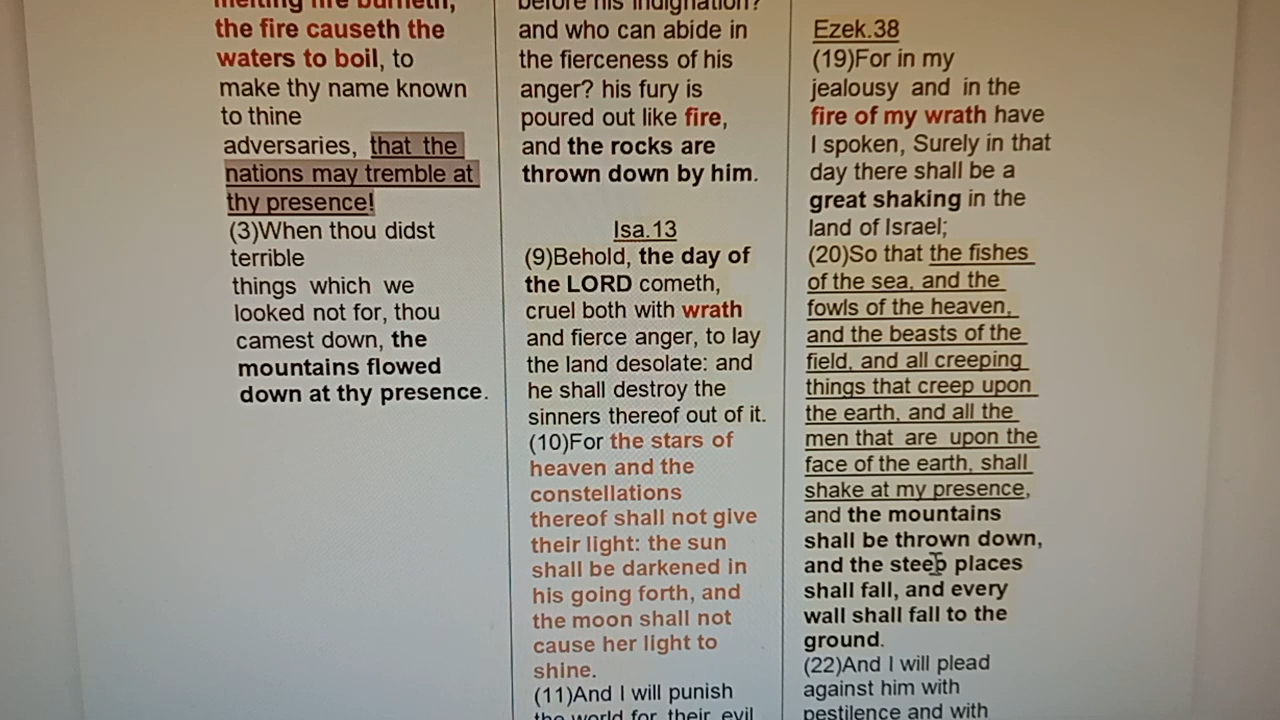 melting fire burneth,
the fire causeth the
waters to boil, to
make thy name known
to thine
adversaries, that the
nations may tremble at
thy presence!
(3)When thou didst
terrible
things which we
looked not for, thou
camest down, the
mountains flowed
down at thy presence.
before his indignation?
and who can abide in
the fierceness of his
anger? his fury is
poured out like fire,
and the rocks are
thrown down by him.
Isa.13
(9)Behold, the day of
the LORD cometh,
cruel both with wrath
and fierce anger, to lay
the land desolate: and
he shall destroy the
sinners thereof out of it.
(10)For the stars of
heaven and the
constellations
thereof shall not give
their light: the sun
shall be darkened in
his going forth, and
the moon shall not
cause her light to
shine.
(11)And I will punish
the world for their evil
Ezek.38
(19)For in my
jealousy and in the
fire of my wrath have
I spoken, Surely in that
day there shall be a
great shaking in the
land of Israel;
(20)So that the fishes
of the sea, and the
fowls of the heaven,
and the beasts of the
field, and all creeping
things that creep upon
the earth, and all the
men that are upon the
face of the earth, shall
shake at my presence,
and the mountains
shall be thrown down,
and the steep places
shall fall, and every
wall shall fall to the
ground.
(22)And I will plead
against him with
pestilence and with